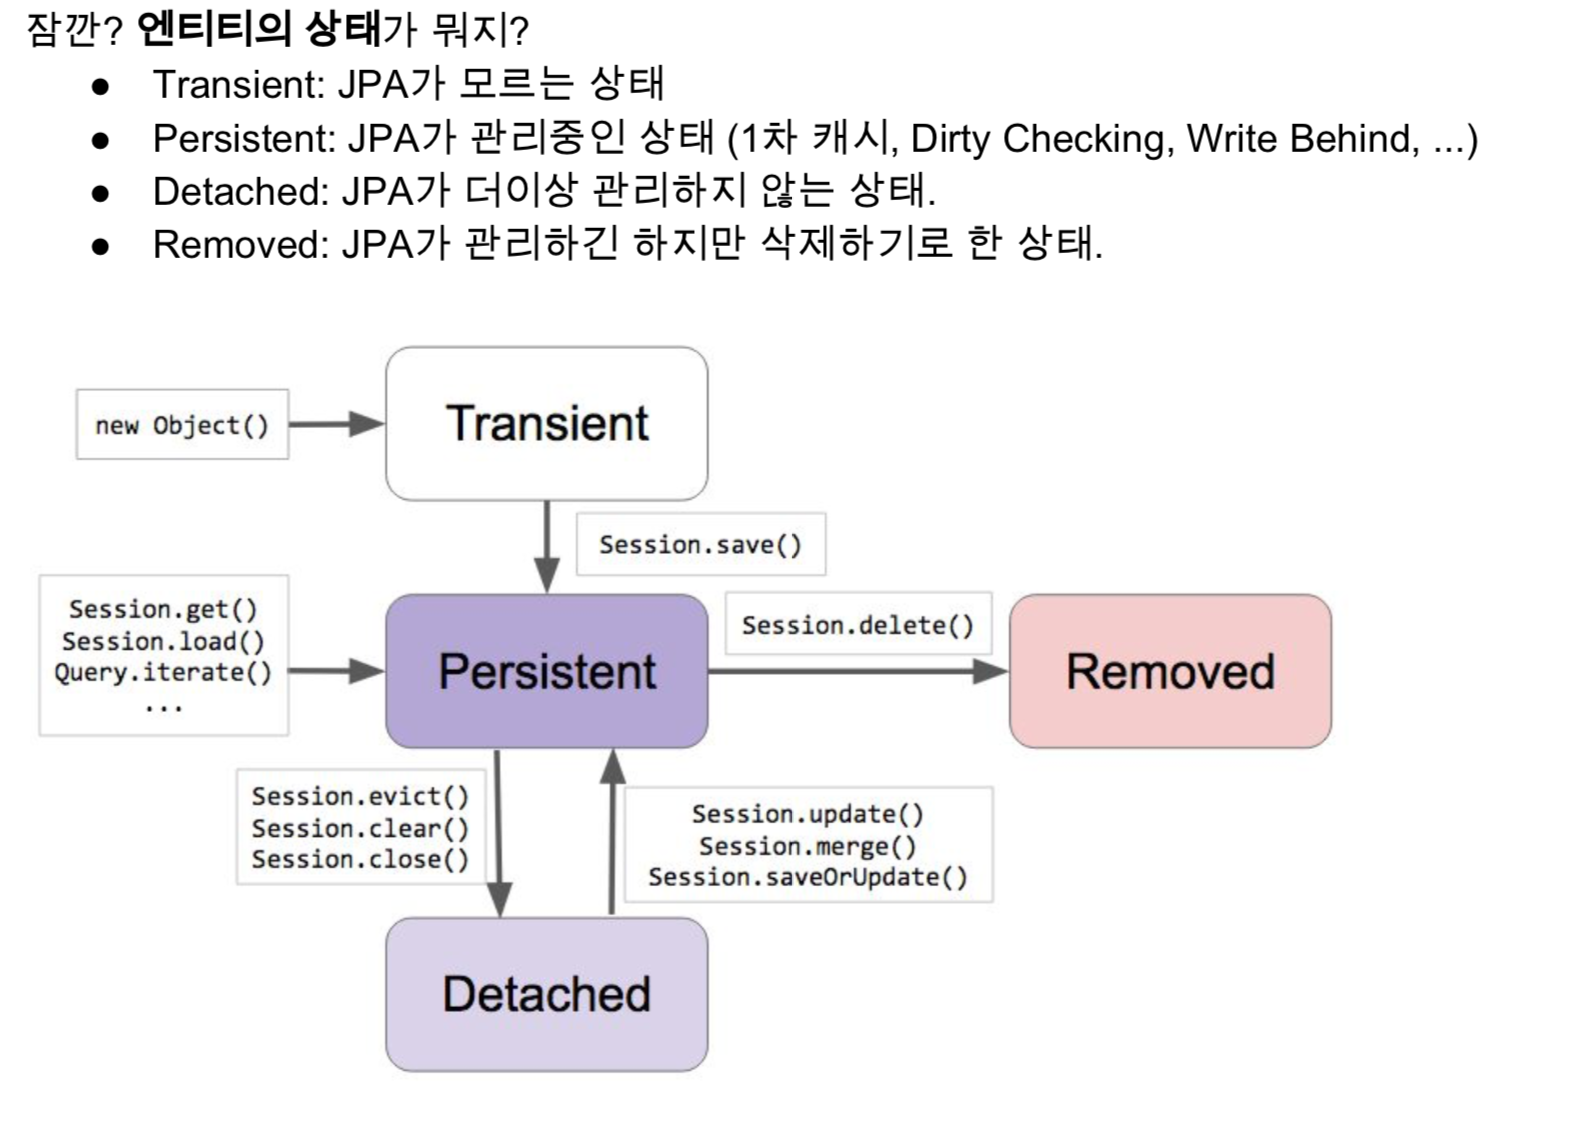 잠깐? 엔티티의 상태가 뭐지?
● Transient: JPA가 모르는 상태
● Persistent: JPA가 관리중인 상태 (1차 캐시, Dirty Checking, Write Behind, ...)
● Detached: JPA가 더이상 관리하지 않는 상태.
● Removed: JPA가 관리하긴 하지만 삭제하기로 한 상태.
new Object()
Transient
Session.save()
Session.get()
Session.load()
Query.iterate()
...
Persistent
Session.delete()
Removed
Session.evict()
Session.clear()
Session.close()
Session.update()
Session.merge()
Session.saveOrUpdate()
Detached